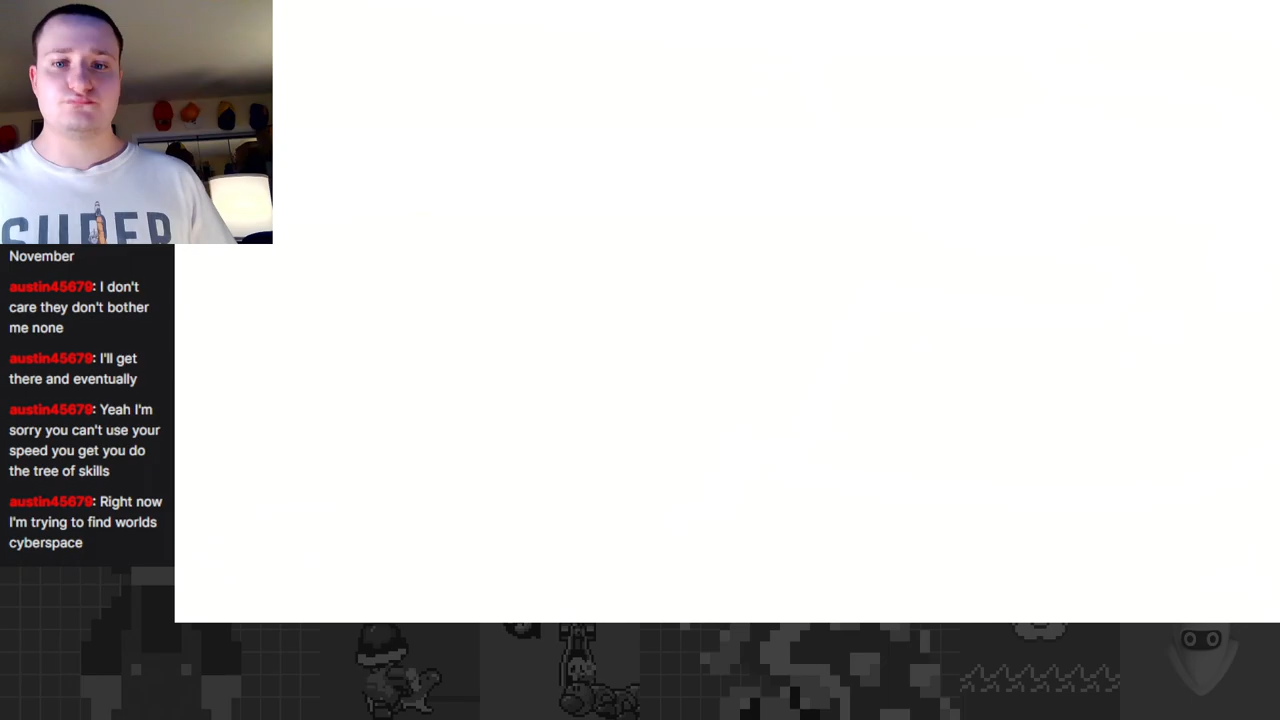 SUPER
November
austin45679: I don't
care they don't bother
me none
austin45679: I'll get
there and eventually
austin45679: Yeah I'm
sorry you can't use your
speed you get you do
the tree of skills
austin45679: Right now
I'm trying to find worlds
cyberspace